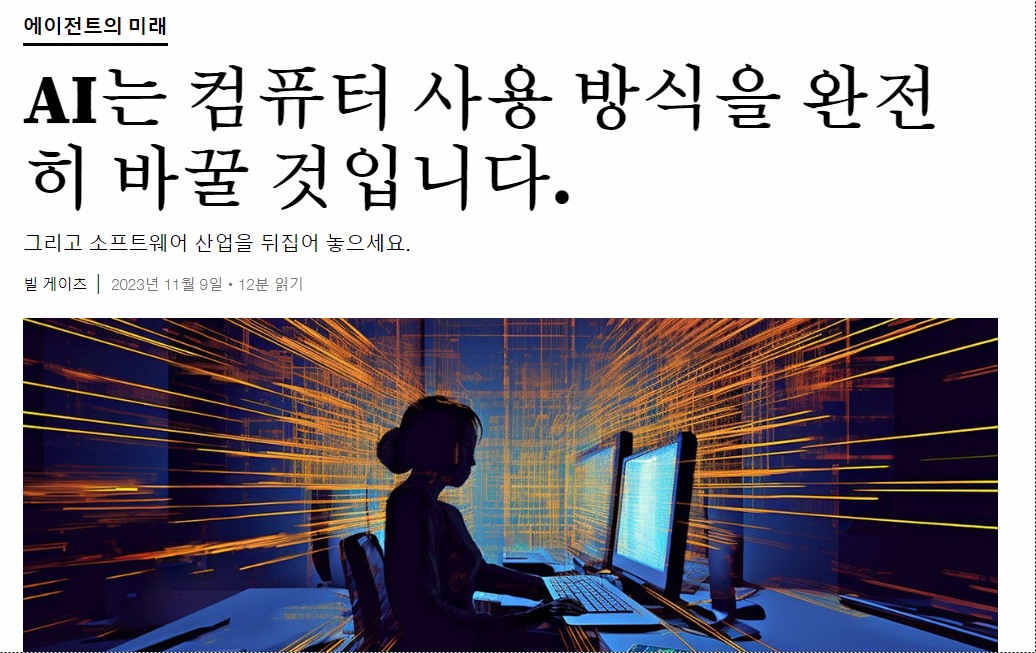 에이전트의 미래
AI는 컴퓨터 사용 방식을 완전
히 바꿀 것입니다.
그리고 소프트웨어 산업을 뒤집어 놓으세요.
빌 게이츠 | 2023년 11월 9일 • 12분 읽기